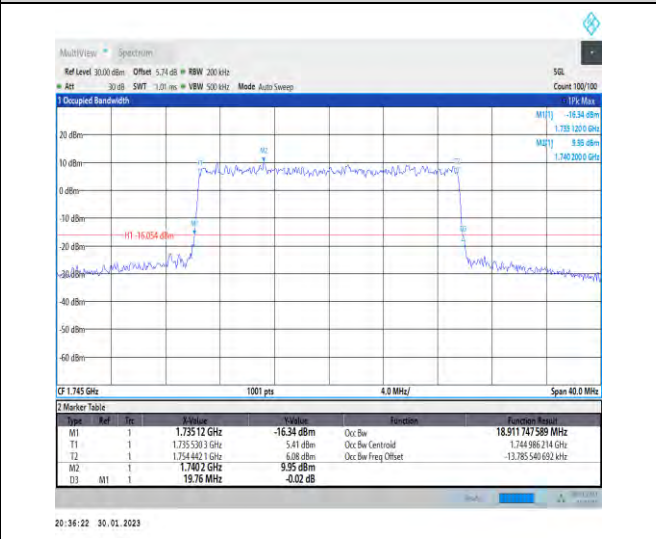 MultiView Spectrum
Ref Level 30.00 dBm Offset 5.74 dB RBW 200 kHz SGL
Att 30 dB SWT 1.01 ms VBW 500 kHz Mode Auto Sweep Count 100/100
1 Occupied Bandwidth 1Pk Max
M1[1] -16.34 dBm
1.735 120 0 GHz
M2[1] 9.95 dBm
1.740 200 0 GHz
20 dBm
M2
T1
10 dBm
0 dBm
-10 dBm
M1
H1 -16.054 dBm
D3
-20 dBm
-30 dBm
-40 dBm
-50 dBm
-60 dBm
CF 1.745 GHz 1001 pts 4.0 MHz/ Span 40.0 MHz
2 Marker Table
Type Ref Trc X-Value Y-Value Function Function Result
M1 1 1.735 12 GHz -16.34 dBm Occ Bw 18.911 747 589 MHz
T1 1 1.735 530 3 GHz 5.41 dBm Occ Bw Centroid 1.744 986 214 GHz
T2 1 1.754 442 1 GHz 6.08 dBm Occ Bw Freq Offset -13.785 540 692 kHz
M2 1 1.740 2 GHz 9.95 dBm
D3 M1 1 19.76 MHz -0.02 dB
20:36:22 30.01.2023